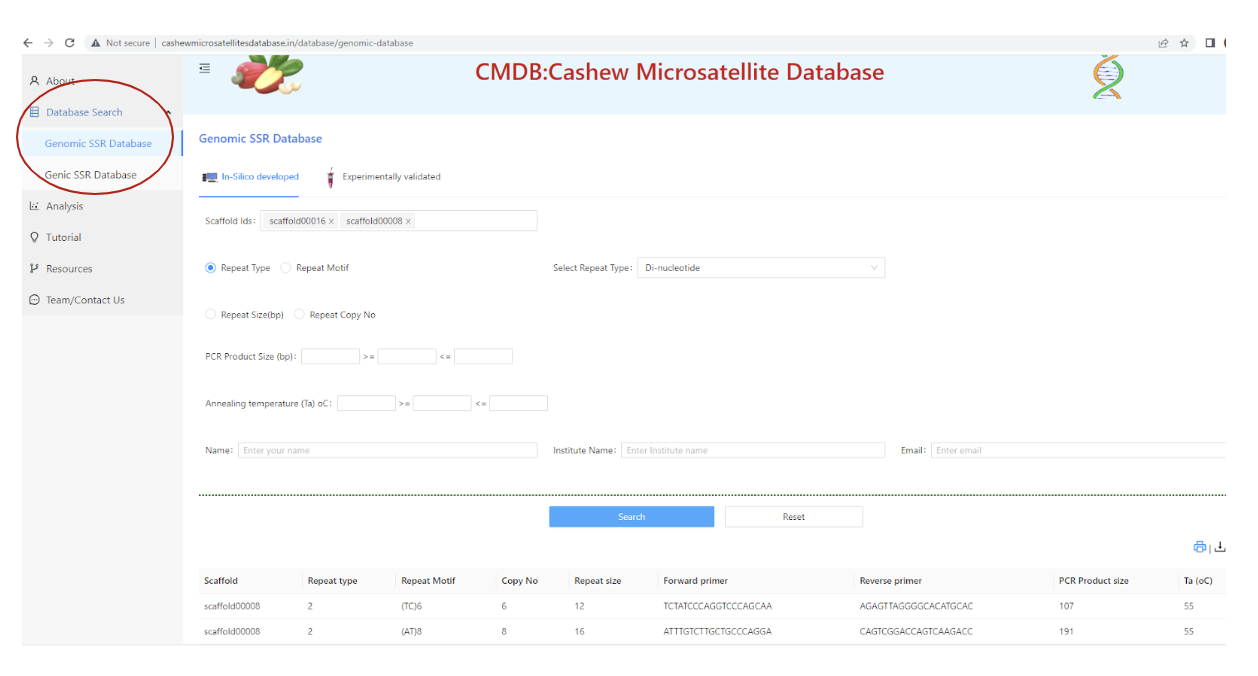 Not secure | cashewmicrosatellitesdatabase.in/database/genomic-database
About
CMDB:Cashew Microsatellite Database
Database Search
Genomic SSR Database
Genic SSR Database
Analysis
Tutorial
Resources
Team/Contact Us
Genomic SSR Database
In-Silico developed Experimentally validated
Scaffold Ids: scaffold00016 × scaffold00008 ×
Repeat Type Repeat Motif Select Repeat Type: Di-nucleotide
Repeat Size(bp) Repeat Copy No
PCR Product Size (bp): >= <=
Annealing temperature (Ta) oC: >= <=
Name: Enter your name Institute Name: Enter Institute name Email: Enter email
Search Reset
Scaffold Repeat type Repeat Motif Copy No Repeat size Forward primer Reverse primer PCR Product size Ta (oC)
scaffold00008 2 (TC)6 6 12 TCTATCCCAGGTCCCAGCAA AGAGTTAGGGGCACATGCAC 107 55
scaffold00008 2 (AT)8 8 16 ATTTGTCTTGCTGCCCAGGA CAGTCGGACCAGTCAAGACC 191 55